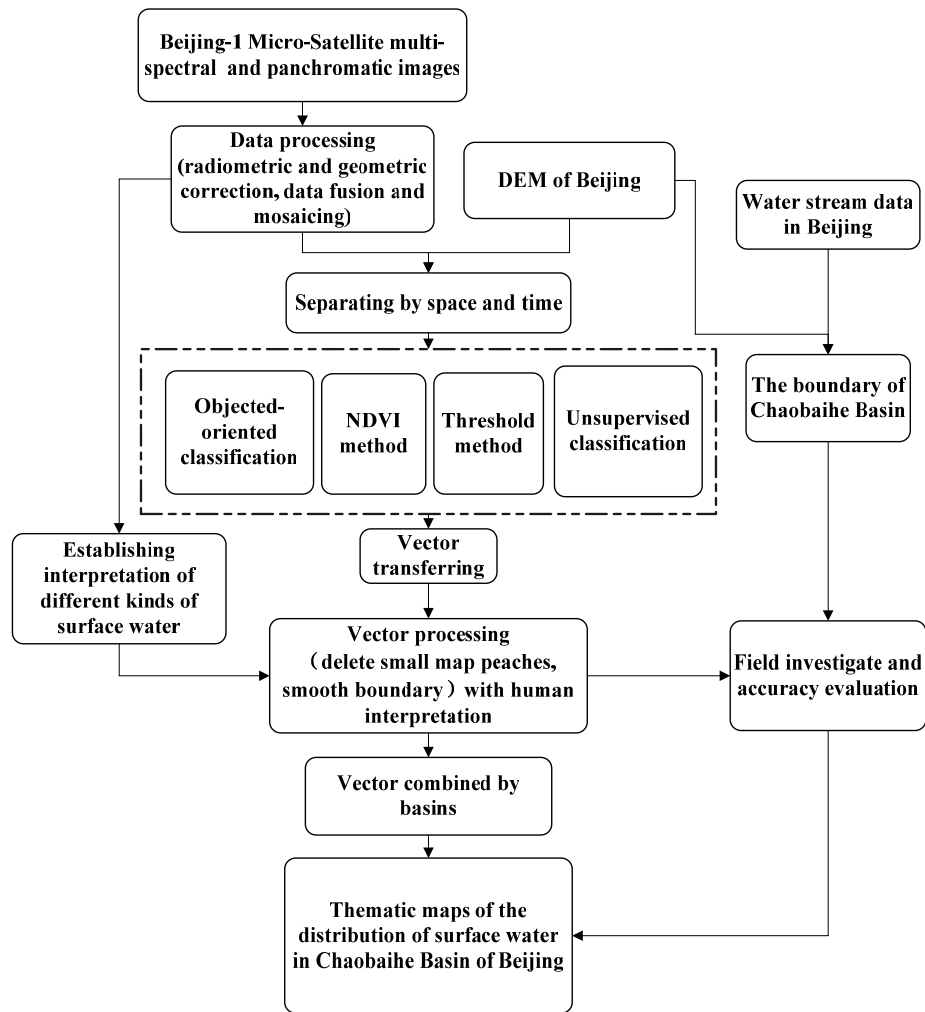 Beijing-1 Micro-Satellite multi-
spectral and panchromatic images
Data processing
(radiometric and geometric
correction, data fusion and
mosaicing)
DEM of Beijing
Water stream data
in Beijing
Separating by space and time
Objected-
oriented
classification
NDVI
method
Threshold
method
Unsupervised
classification
The boundary of
Chaobaihe Basin
Vector
transferring
Establishing
interpretation of
different kinds of
surface water
Vector processing
（delete small map peaches,
smooth boundary）with human
interpretation
Field investigate and
accuracy evaluation
Vector combined by
basins
Thematic maps of the
distribution of surface water
in Chaobaihe Basin of Beijing